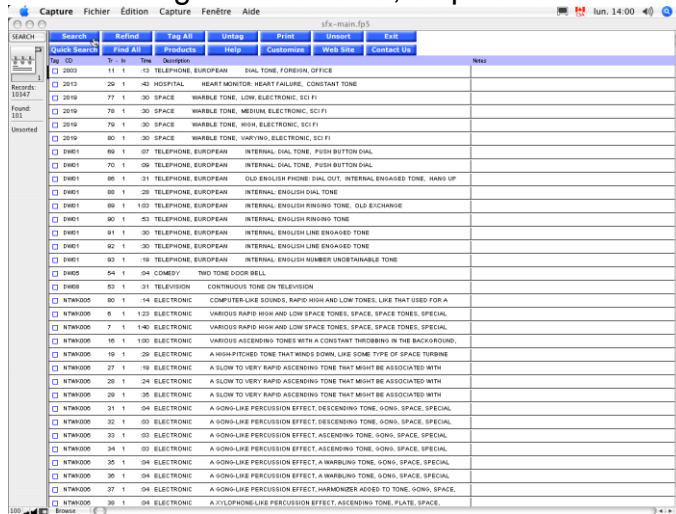 Capture Fichier Édition Capture Fenêtre Aide lun. 14:00
sfx-main.fp5
SEARCH Search Refind Tag All Untag Print Unsort Exit
Quick Search Find All Products Help Customize Web Site Contact Us
Tag CD Tr - In Time Description Notes
1
Records:
10347
Found:
101
Unsorted
2003 11 1 :13 TELEPHONE, EUROPEAN DIAL TONE, FOREIGN, OFFICE
2013 29 1 :43 HOSPITAL HEART MONITOR: HEART FAILURE, CONSTANT TONE
2019 77 1 :30 SPACE WARBLE TONE, LOW, ELECTRONIC, SCI FI
2019 78 1 :30 SPACE WARBLE TONE, MEDIUM, ELECTRONIC, SCI FI
2019 79 1 :30 SPACE WARBLE TONE, HIGH, ELECTRONIC, SCI FI
2019 80 1 :30 SPACE WARBLE TONE, VARYING, ELECTRONIC, SCI FI
DW01 69 1 :07 TELEPHONE, EUROPEAN INTERNAL: DIAL TONE, PUSH BUTTON DIAL
DW01 70 1 :09 TELEPHONE, EUROPEAN INTERNAL: DIAL TONE, PUSH BUTTON DIAL
DW01 86 1 :31 TELEPHONE, EUROPEAN OLD ENGLISH PHONE: DIAL OUT, INTERNAL ENGAGED TONE, HANG UP
DW01 88 1 :28 TELEPHONE, EUROPEAN INTERNAL: ENGLISH DIAL TONE
DW01 89 1 1:03 TELEPHONE, EUROPEAN INTERNAL: ENGLISH RINGING TONE, OLD EXCHANGE
DW01 90 1 :53 TELEPHONE, EUROPEAN INTERNAL: ENGLISH RINGING TONE
DW01 91 1 :30 TELEPHONE, EUROPEAN INTERNAL: ENGLISH LINE ENGAGED TONE
DW01 92 1 :30 TELEPHONE, EUROPEAN INTERNAL: ENGLISH LINE ENGAGED TONE
DW01 93 1 :19 TELEPHONE, EUROPEAN INTERNAL: ENGLISH NUMBER UNOBTAINABLE TONE
DW05 54 1 :04 COMEDY TWO TONE DOOR BELL
DW08 53 1 :31 TELEVISION CONTINUOUS TONE ON TELEVISION
NTWK005 80 1 :14 ELECTRONIC COMPUTER-LIKE SOUNDS, RAPID HIGH AND LOW TONES, LIKE THAT USED FOR A
NTWK006 6 1 1:23 ELECTRONIC VARIOUS RAPID HIGH AND LOW SPACE TONES, SPACE, SPACE TONES, SPECIAL
NTWK006 7 1 1:40 ELECTRONIC VARIOUS RAPID HIGH AND LOW SPACE TONES, SPACE, SPACE TONES, SPECIAL
NTWK006 16 1 1:00 ELECTRONIC VARIOUS ASCENDING TONES WITH A CONSTANT THROBBING IN THE BACKGROUND,
NTWK006 19 1 :29 ELECTRONIC A HIGH-PITCHED TONE THAT WINDS DOWN, LIKE SOME TYPE OF SPACE TURBINE
NTWK006 27 1 :19 ELECTRONIC A SLOW TO VERY RAPID ASCENDING TONE THAT MIGHT BE ASSOCIATED WITH
NTWK006 28 1 :24 ELECTRONIC A SLOW TO VERY RAPID ASCENDING TONE THAT MIGHT BE ASSOCIATED WITH
NTWK006 29 1 :35 ELECTRONIC A SLOW TO VERY RAPID ASCENDING TONE THAT MIGHT BE ASSOCIATED WITH
NTWK006 31 1 :04 ELECTRONIC A GONG-LIKE PERCUSSION EFFECT, DESCENDING TONE, GONG, SPACE, SPECIAL
NTWK006 32 1 :03 ELECTRONIC A GONG-LIKE PERCUSSION EFFECT, DESCENDING TONE, GONG, SPACE, SPECIAL
NTWK006 33 1 :03 ELECTRONIC A GONG-LIKE PERCUSSION EFFECT, ASCENDING TONE, GONG, SPACE, SPECIAL
NTWK006 34 1 :03 ELECTRONIC A GONG-LIKE PERCUSSION EFFECT, ASCENDING TONE, GONG, SPACE, SPECIAL
NTWK006 35 1 :04 ELECTRONIC A GONG-LIKE PERCUSSION EFFECT, A WARBLING TONE, GONG, SPACE, SPECIAL
NTWK006 36 1 :04 ELECTRONIC A GONG-LIKE PERCUSSION EFFECT, A WARBLING TONE, GONG, SPACE, SPECIAL
NTWK006 37 1 :04 ELECTRONIC A GONG-LIKE PERCUSSION EFFECT, HARMONIZER ADDED TO TONE, GONG, SPACE,
NTWK006 38 1 :04 ELECTRONIC A XYLOPHONE-LIKE PERCUSSION EFFECT, ASCENDING TONE, PLATE, SPACE,
100 Browse